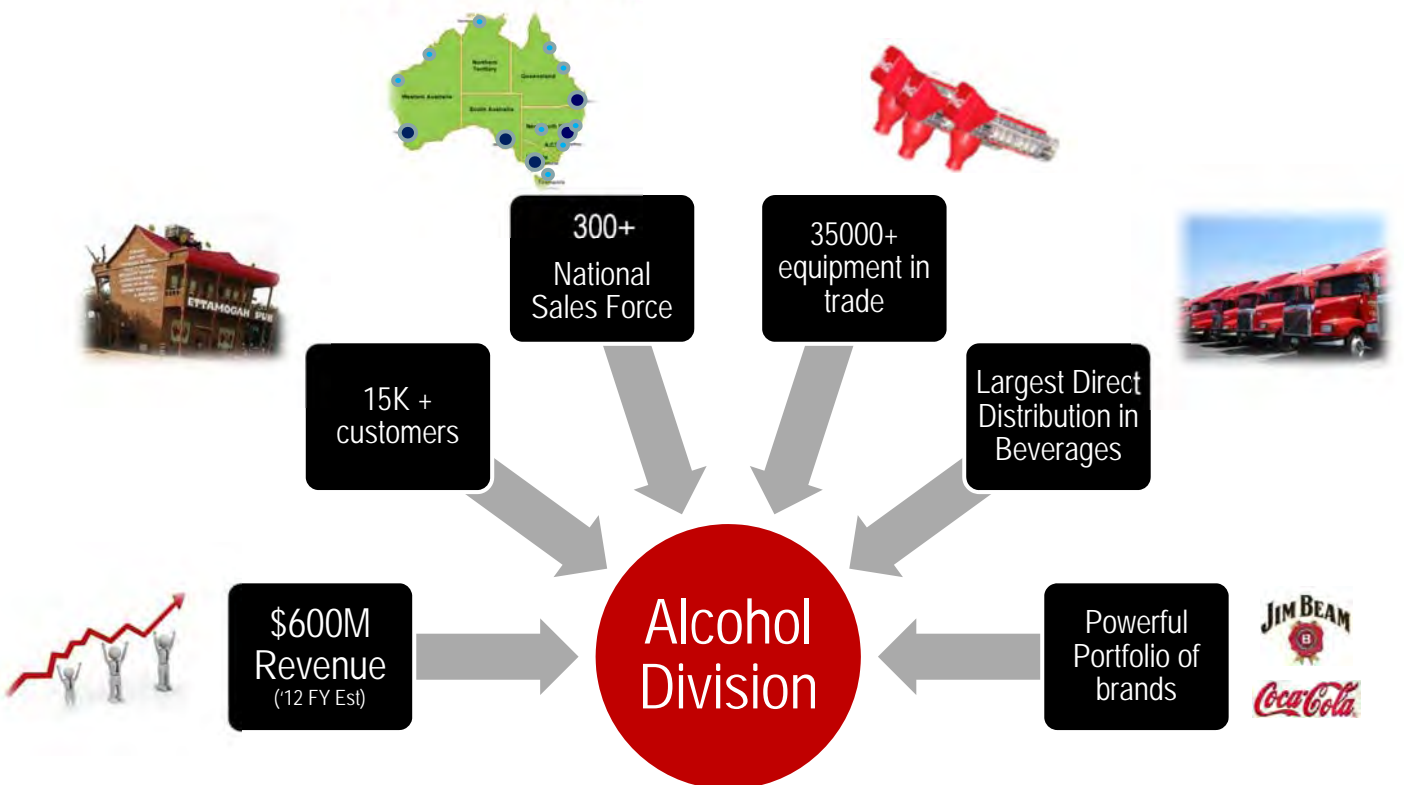 Northern
Territory
Queensland
Western Australia
South Australia
300+
National
Sales Force
35000+
equipment in
trade
ETTAMOGAH PUB
15K +
customers
Largest Direct
Distribution in
Beverages
$600M
Revenue
('12 FY Est)
Alcohol
Division
Powerful
Portfolio of
brands
JIM BEAM
B
Coca-Cola